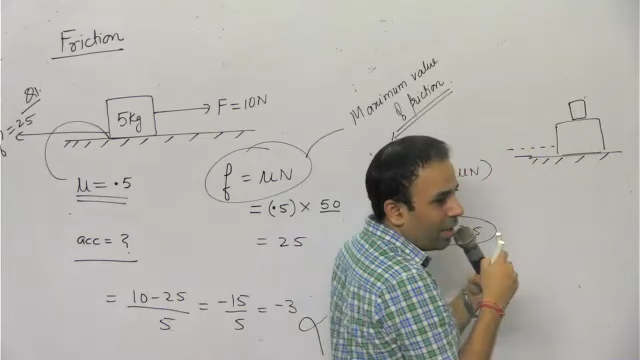 Friction
5kg
F = 10N
= 25
Maximum value
of friction
μ = .5
f = μN
μN)
= (.5) × 50
acc = ?
= 25
= 10-25 / 5 = -15 / 5 = -3